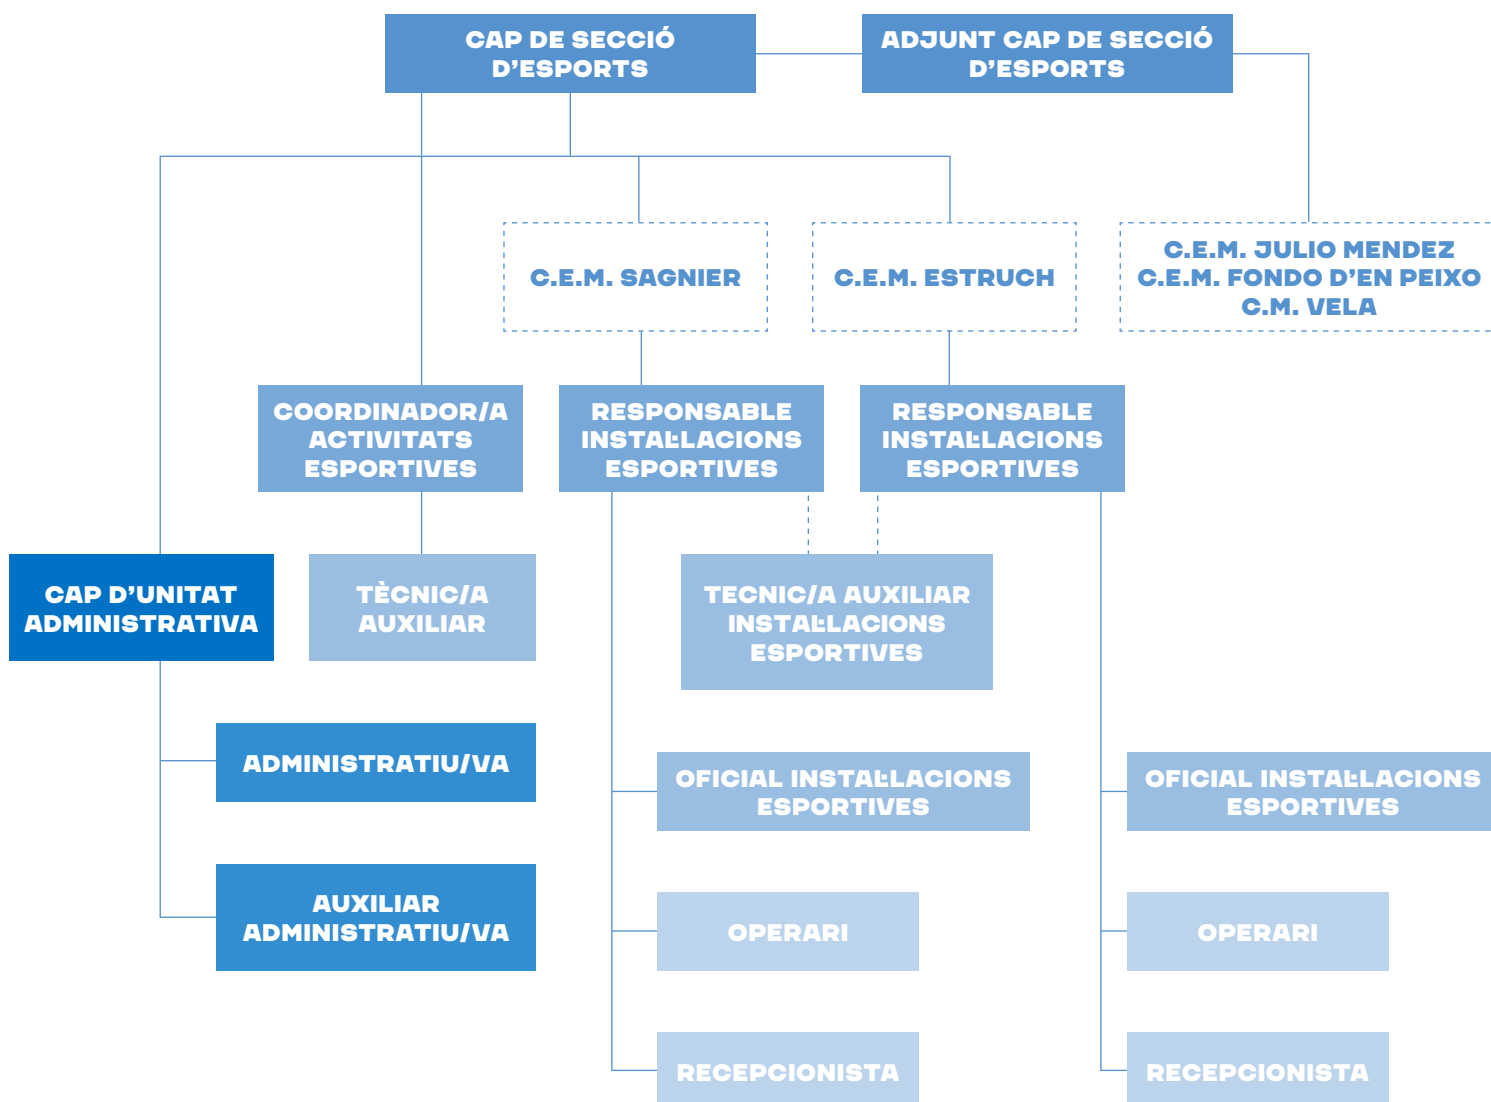 CAP DE SECCIÓ
D'ESPORTS
ADJUNT CAP DE SECCIÓ
D'ESPORTS
C.E.M. SAGNIER
C.E.M. ESTRUCH
C.E.M. JULIO MENDEZ
C.E.M. FONDO D'EN PEIXO
C.M. VELA
COORDINADOR/A
ACTIVITATS
ESPORTIVES
RESPONSABLE
INSTAL·LACIONS
ESPORTIVES
RESPONSABLE
INSTAL·LACIONS
ESPORTIVES
CAP D'UNITAT
ADMINISTRATIVA
TÈCNIC/A
AUXILIAR
TECNIC/A AUXILIAR
INSTAL·LACIONS
ESPORTIVES
ADMINISTRATIU/VA
OFICIAL INSTAL·LACIONS
ESPORTIVES
OFICIAL INSTAL·LACIONS
ESPORTIVES
AUXILIAR
ADMINISTRATIU/VA
OPERARI
OPERARI
RECEPCIONISTA
RECEPCIONISTA